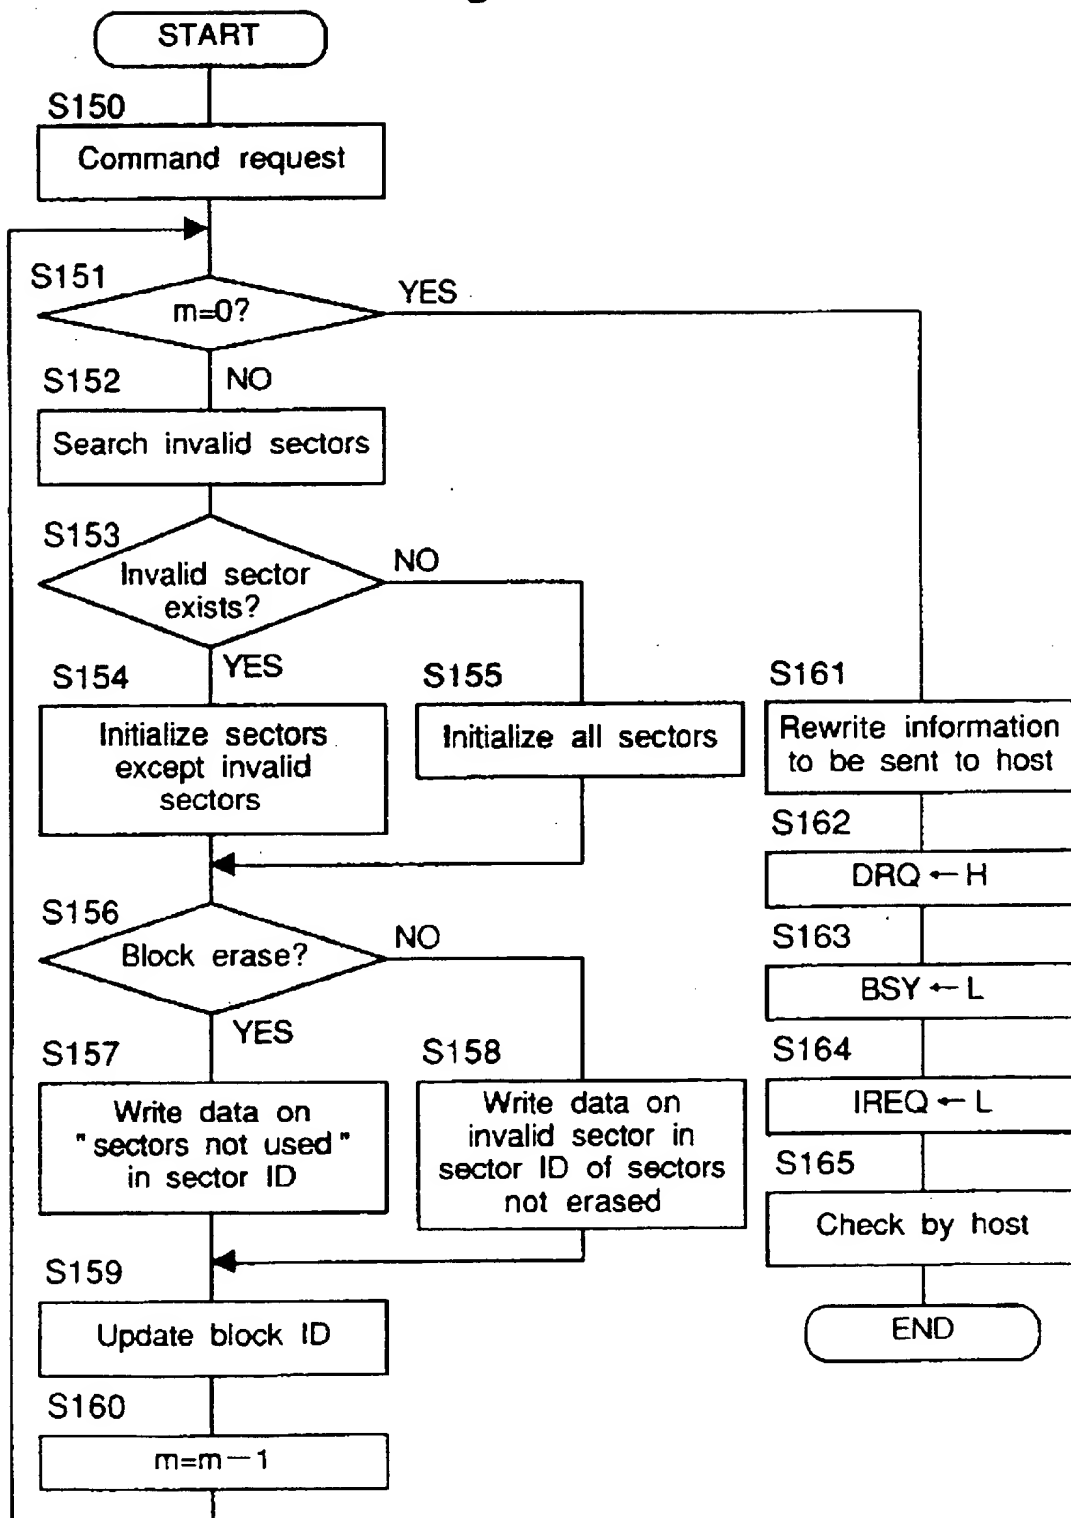 START
S150
Command request
S151
m=0?
YES
NO
S152
Search invalid sectors
S153
Invalid sector
exists?
NO
YES
S154
Initialize sectors
except invalid
sectors
S155
Initialize all sectors
S156
Block erase?
NO
YES
S157
Write data on
"sectors not used"
in sector ID
S158
Write data on
invalid sector in
sector ID of sectors
not erased
S159
Update block ID
S160
m=m−1
S161
Rewrite information
to be sent to host
S162
DRQ ← H
S163
BSY ← L
S164
IREQ ← L
S165
Check by host
END